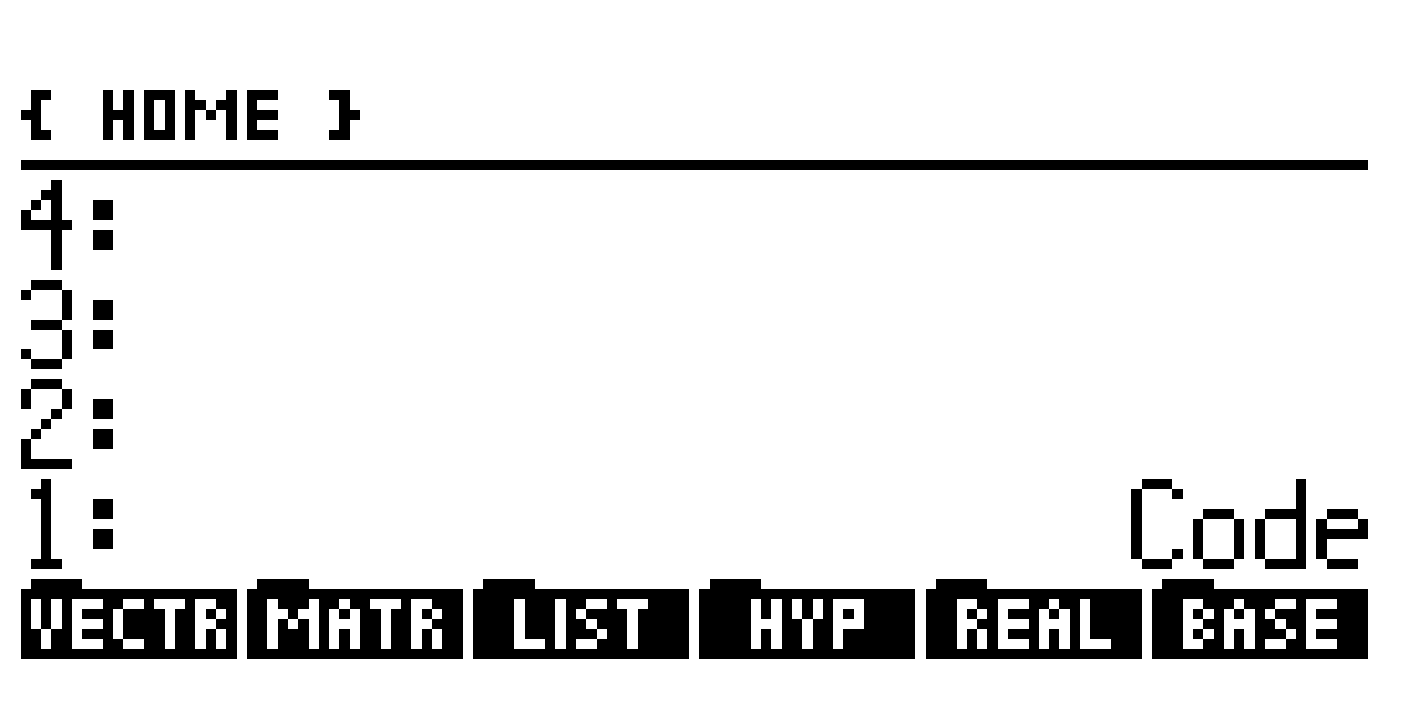 { HOME }
4:
3:
2:
1: Code
VECTR MATR LIST HYP REAL BASE